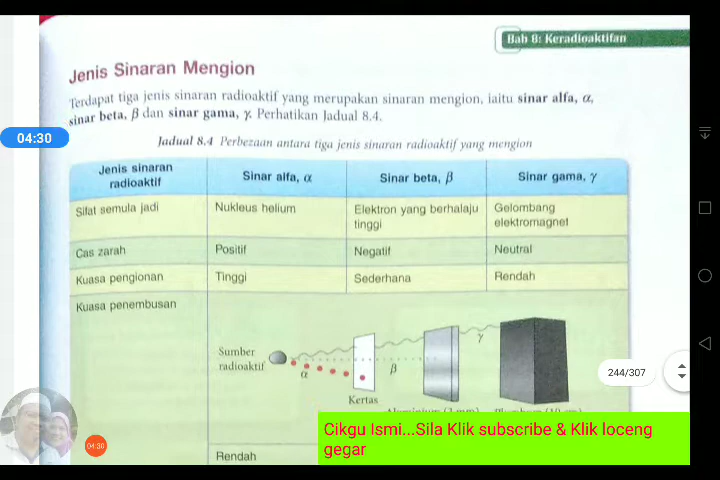 Bab 8: Keradioaktifan
Jenis Sinaran Mengion
Terdapat tiga jenis sinaran radioaktif yang merupakan sinaran mengion, iaitu sinar alfa, α,
sinar beta, β dan sinar gama, γ. Perhatikan Jadual 8.4.
04:30
Jadual 8.4 Perbezaan antara tiga jenis sinaran radioaktif yang mengion
Jenis sinaran
radioaktif
Sinar alfa, α
Sinar beta, β
Sinar gama, γ
Sifat semula jadi
Nukleus helium
Elektron yang berhalaju
tinggi
Gelombang
elektromagnet
Cas zarah
Positif
Negatif
Neutral
Kuasa pengionan
Tinggi
Sederhana
Rendah
Kuasa penembusan
Sumber
radioaktif
α
β
γ
Kertas
244/307
Rendah
04:30
Cikgu Ismi...Sila Klik subscribe & Klik loceng
gegar